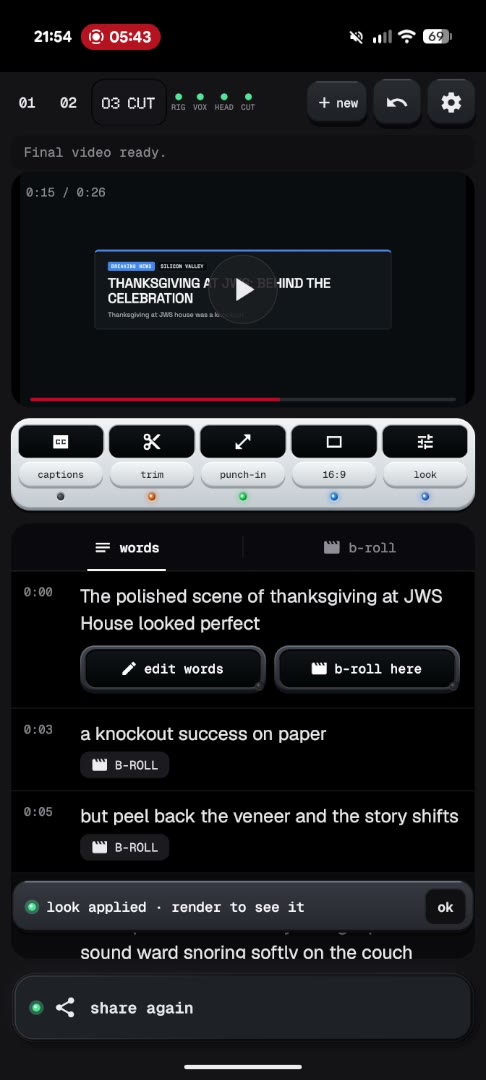 21:54
05:43
69
01 02 03 CUT
RIG VOX HEAD CUT
+ new
Final video ready.
0:15 / 0:26
BREAKING NEWS SILICON VALLEY
THANKSGIVING AT JWS: BEHIND THE
CELEBRATION
Thanksgiving at JWS house was a
CC
captions trim punch-in 16:9 look
words b-roll
0:00
The polished scene of thanksgiving at JWS
House looked perfect
edit words b-roll here
0:03
a knockout success on paper
B-ROLL
0:05
but peel back the veneer and the story shifts
B-ROLL
look applied · render to see it ok
sound ward snoring softly on the couch
share again